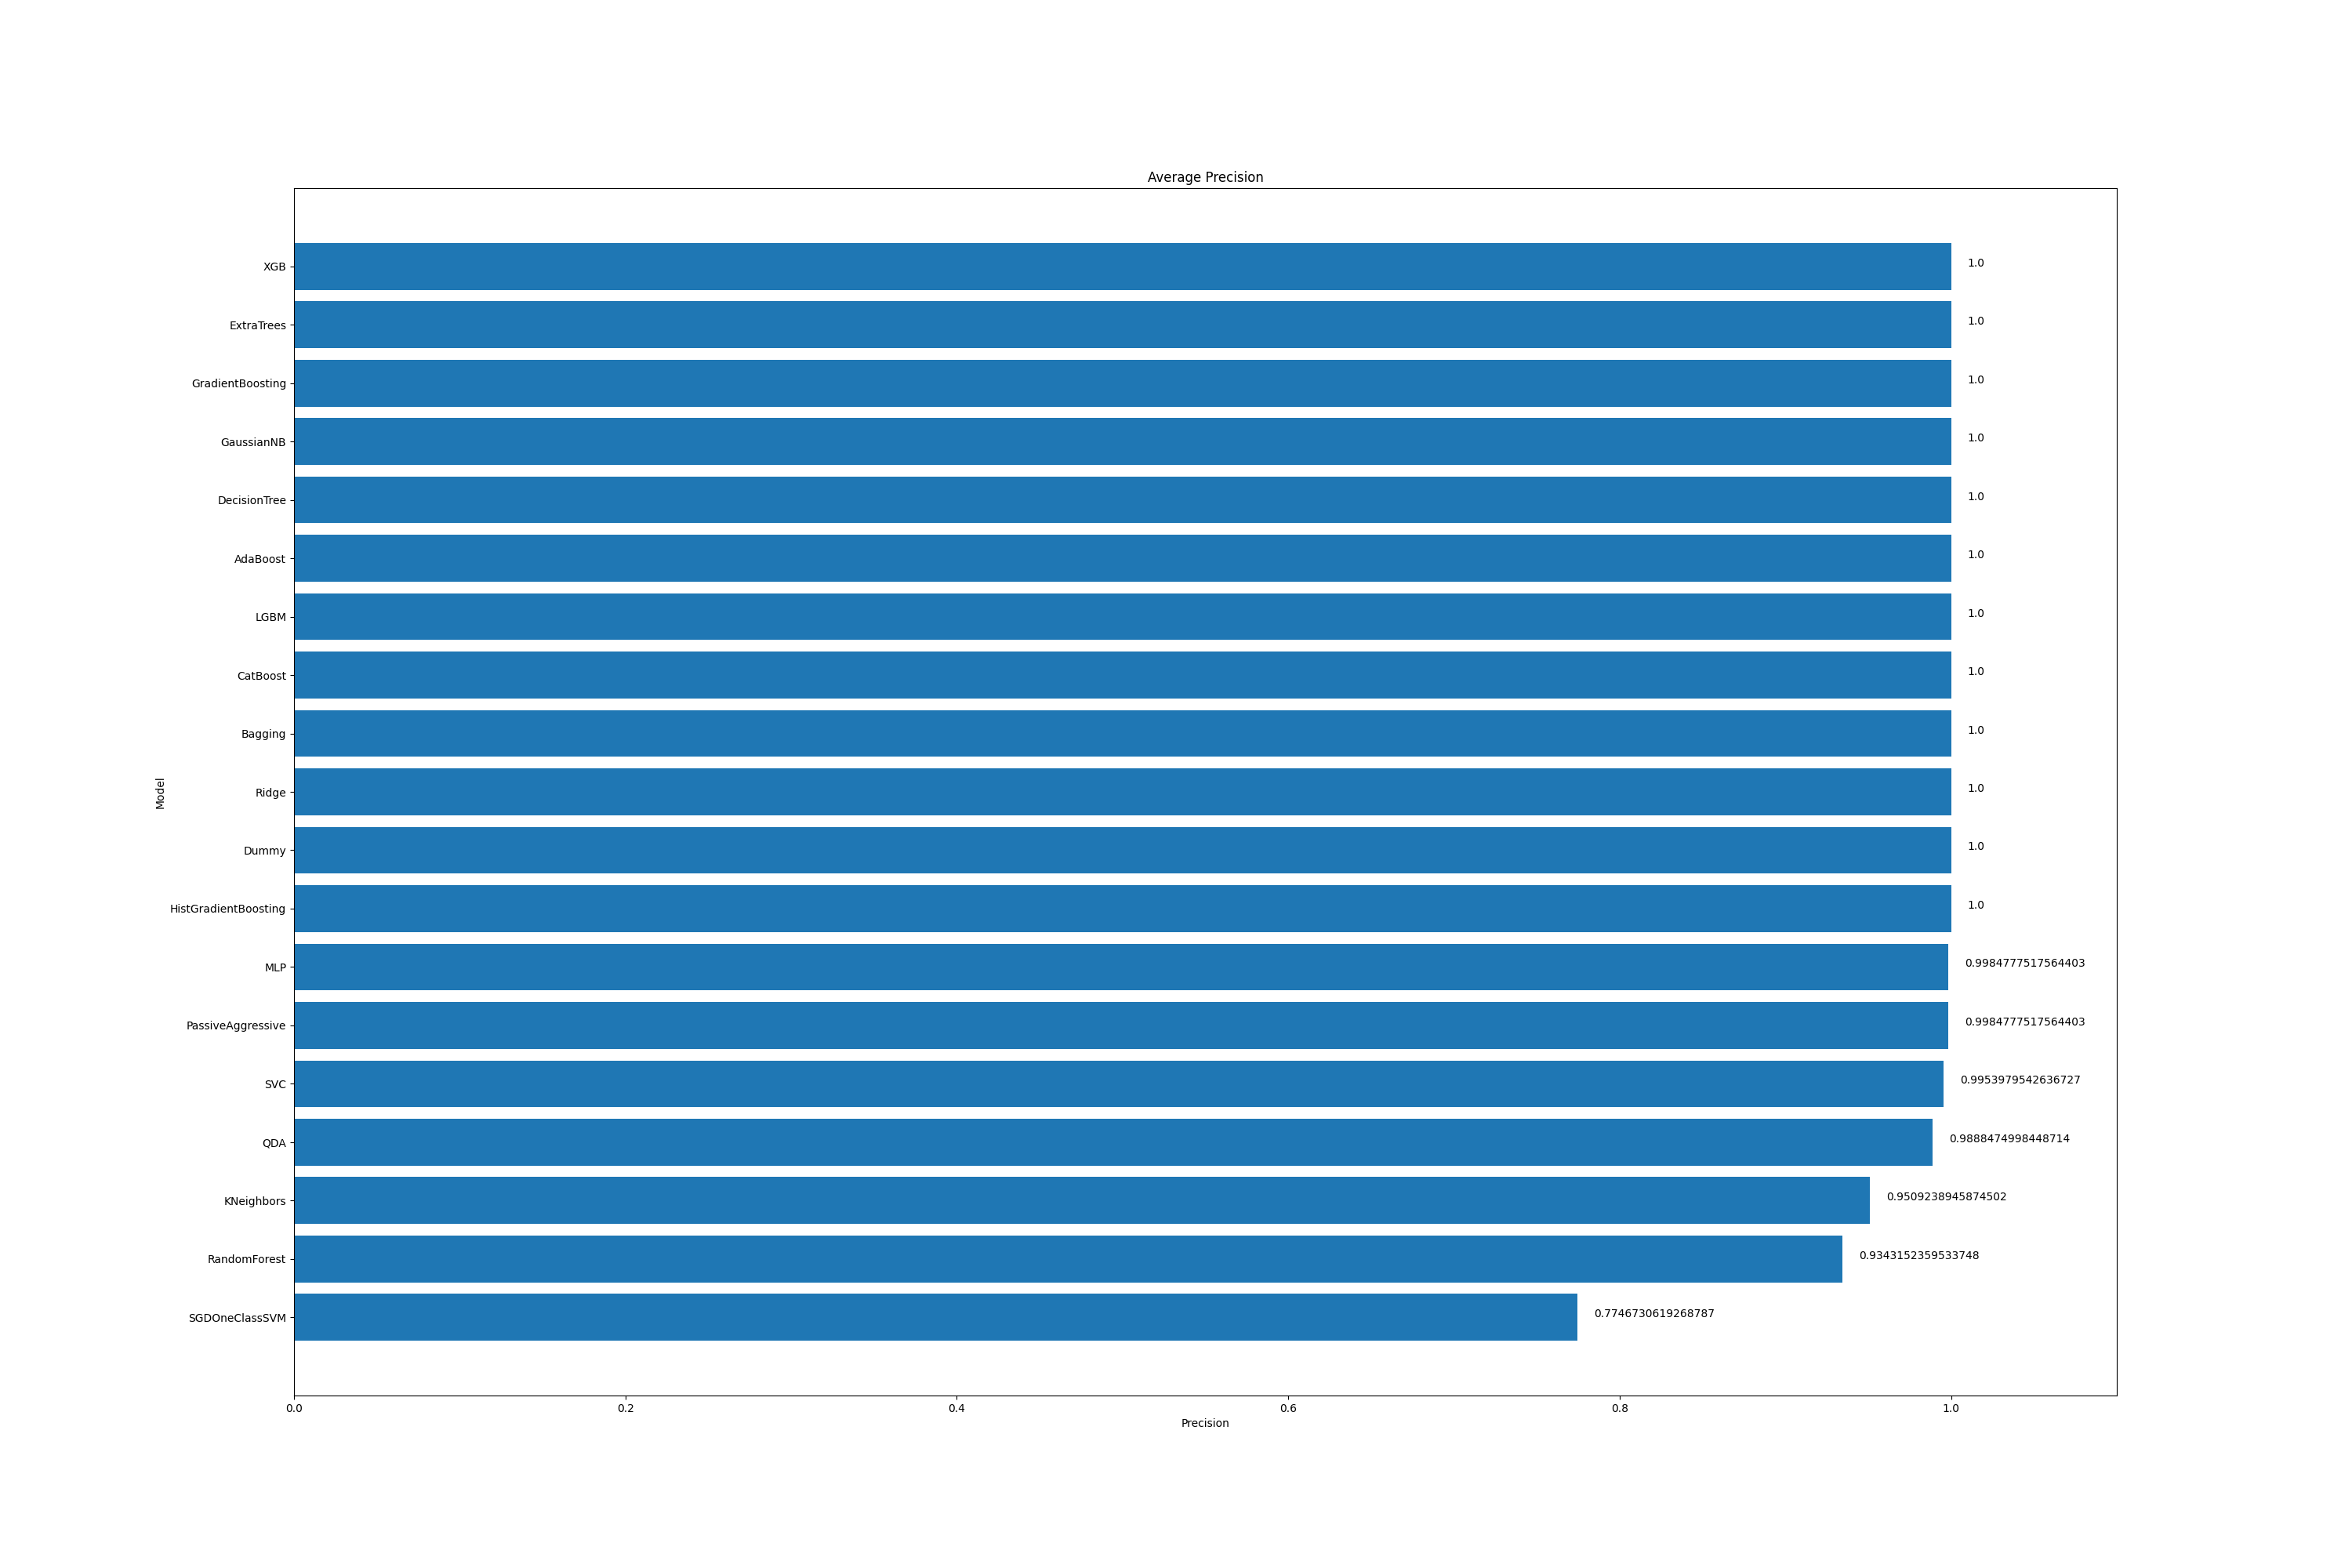 Average Precision
XGB 1.0
ExtraTrees 1.0
GradientBoosting 1.0
GaussianNB 1.0
DecisionTree 1.0
AdaBoost 1.0
LGBM 1.0
CatBoost 1.0
Bagging 1.0
Model
Ridge 1.0
Dummy 1.0
HistGradientBoosting 1.0
MLP 0.9984777517564403
PassiveAggressive 0.9984777517564403
SVC 0.9953979542636727
QDA 0.9888474998448714
KNeighbors 0.9509238945874502
RandomForest 0.9343152359533748
SGDOneClassSVM 0.7746730619268787
0.0 0.2 0.4 0.6 0.8 1.0
Precision